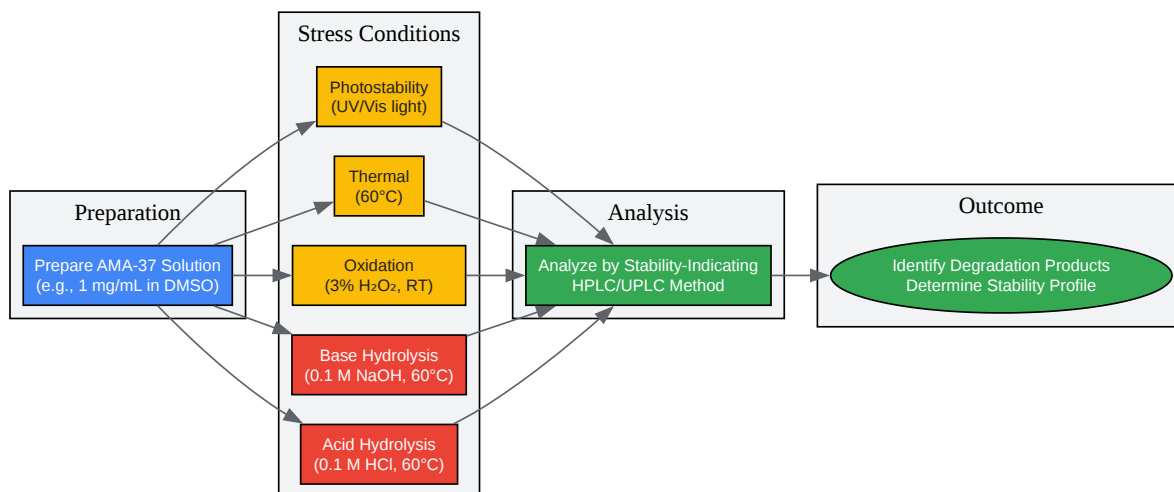 Stress Conditions
Photostability
(UV/Vis light)
Thermal
(60°C)
Preparation
Analysis
Outcome
Prepare AMA-37 Solution
(e.g., 1 mg/mL in DMSO)
Oxidation
(3% H₂O₂, RT)
Analyze by Stability-Indicating
HPLC/UPLC Method
Identify Degradation Products
Determine Stability Profile
Base Hydrolysis
(0.1 M NaOH, 60°C)
Acid Hydrolysis
(0.1 M HCl, 60°C)